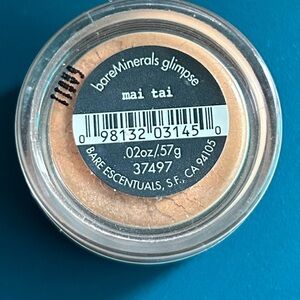 bareMinerals glimpse
mai tai
0 98132 03145 0
.02oz/.57g
37497
BARE ESCENTUALS, S.F., CA 94105